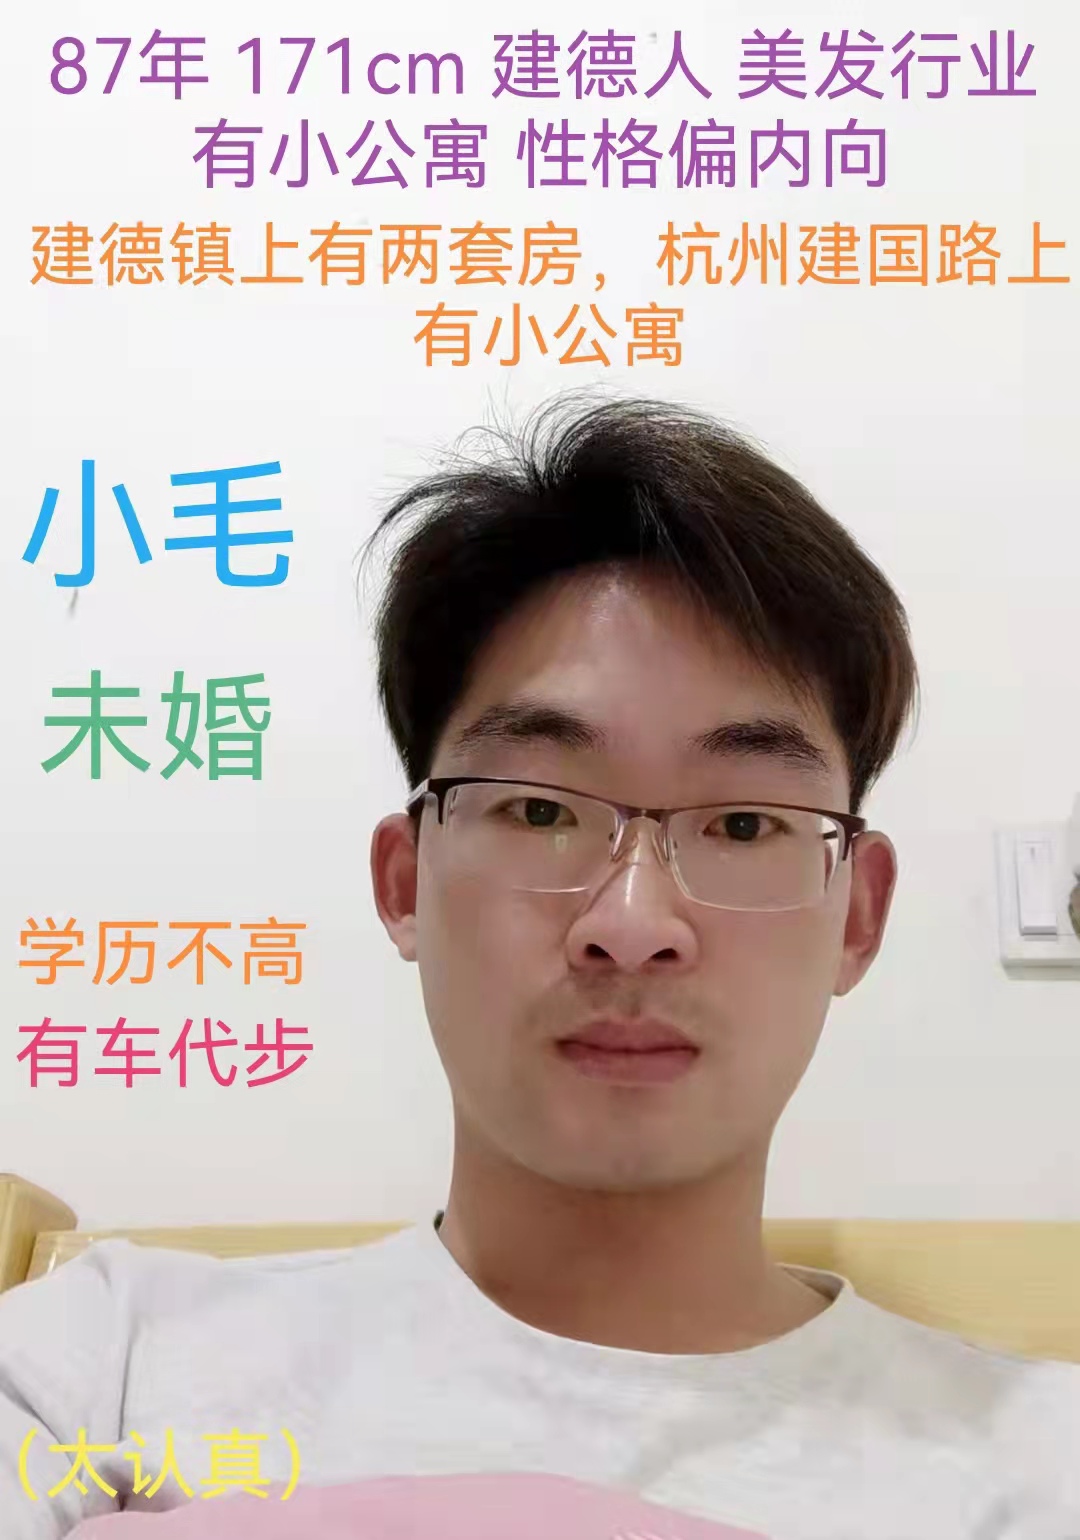 87年 171cm 建德人 美发行业
有小公寓 性格偏内向
建德镇上有两套房，杭州建国路上
有小公寓
小毛
未婚
学历不高
有车代步
（太认真）